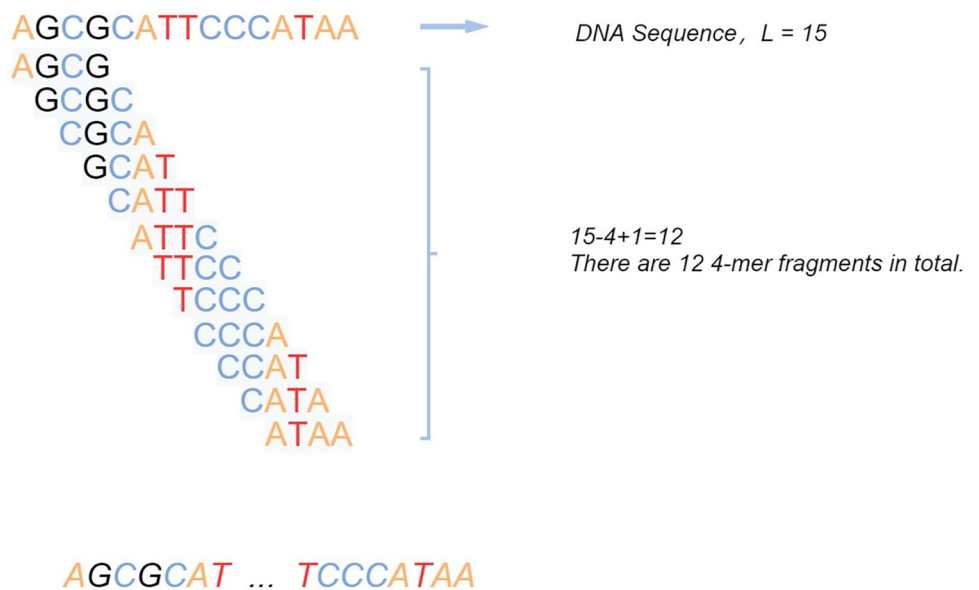 AGCGCATTCCCATAA
DNA Sequence, L = 15
AGCG
GCGC
CGCA
GCAT
CATT
ATTC
TTCC
TCCC
CCCA
CCAT
CATA
ATAA
15-4+1=12
There are 12 4-mer fragments in total.
AGCGCAT ... TCCCATAA